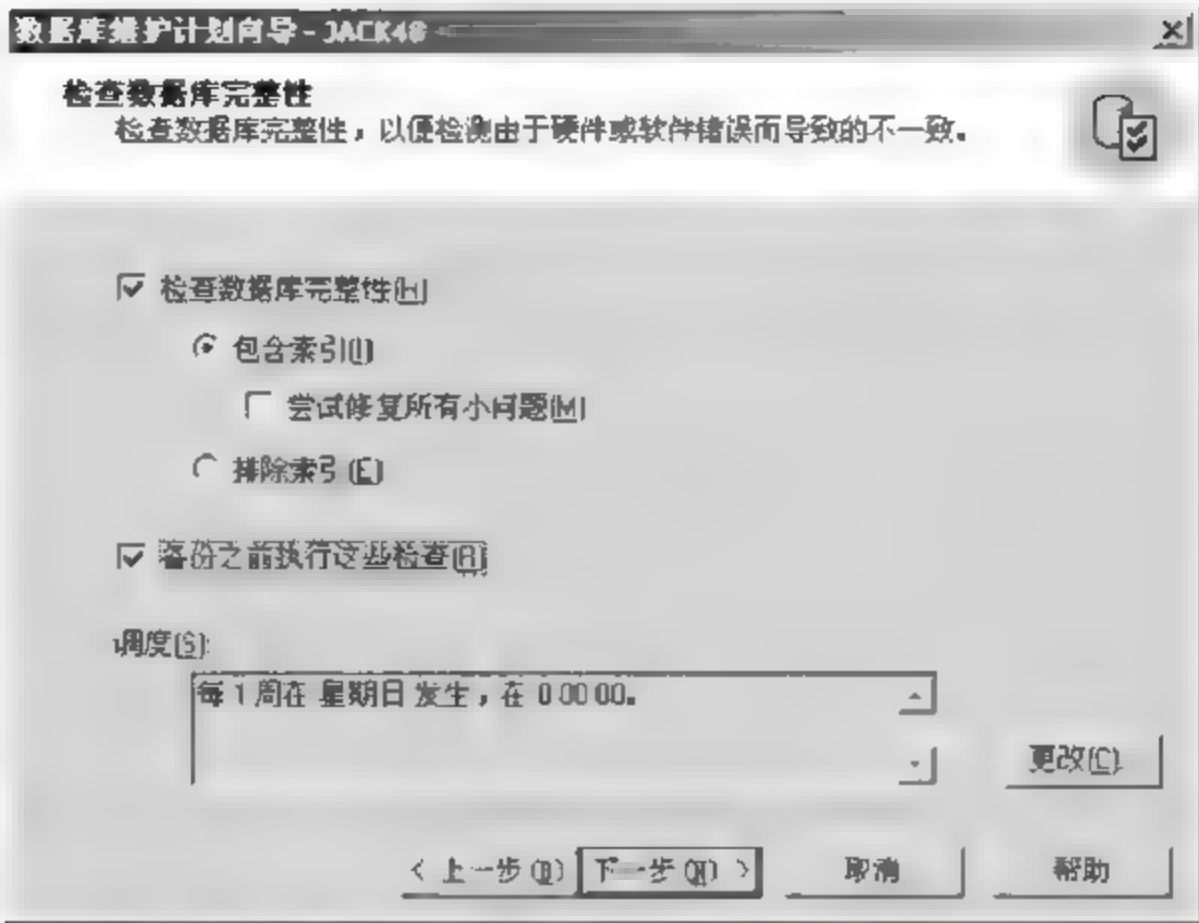 数据库维护计划向导 - JACK48
检查数据库完整性
检查数据库完整性，以便检测由于硬件或软件错误而导致的不一致。
检查数据库完整性(H)
包含索引(I)
尝试修复所有小问题(M)
排除索引(E)
备份之前执行这些检查(R)
调度(S):
每 1 周在 星期日 发生，在 0:00:00。
更改(C)
< 上一步(B) 下一步(N) > 取消 帮助